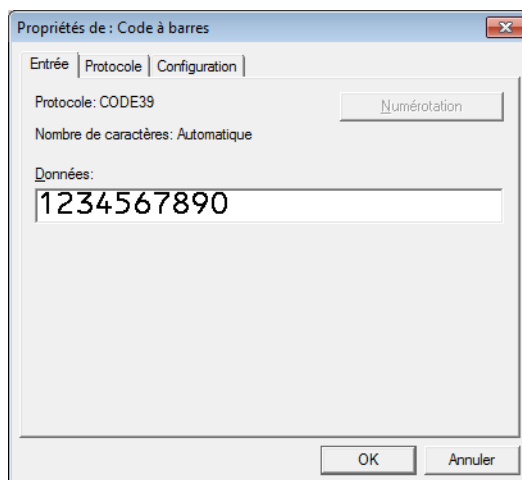 Propriétés de : Code à barres
Entrée Protocole Configuration
Protocole: CODE39 Numérotation
Nombre de caractères: Automatique
Données:
1234567890
OK Annuler